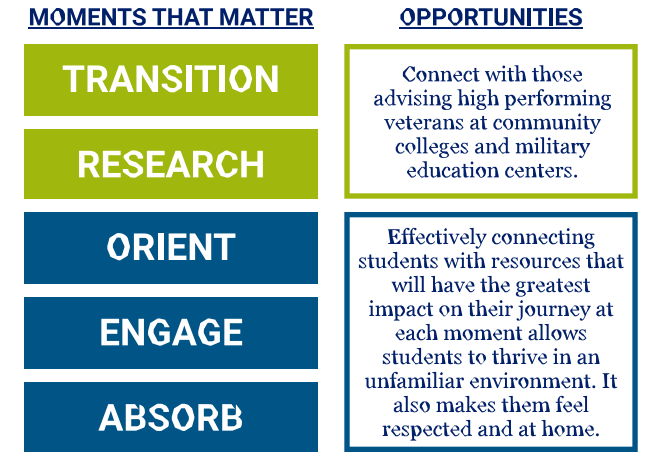 MOMENTS THAT MATTER
OPPORTUNITIES
TRANSITION
RESEARCH
Connect with those
advising high performing
veterans at community
colleges and military
education centers.
ORIENT
ENGAGE
ABSORB
Effectively connecting
students with resources that
will have the greatest
impact on their journey at
each moment allows
students to thrive in an
unfamiliar environment. It
also makes them feel
respected and at home.